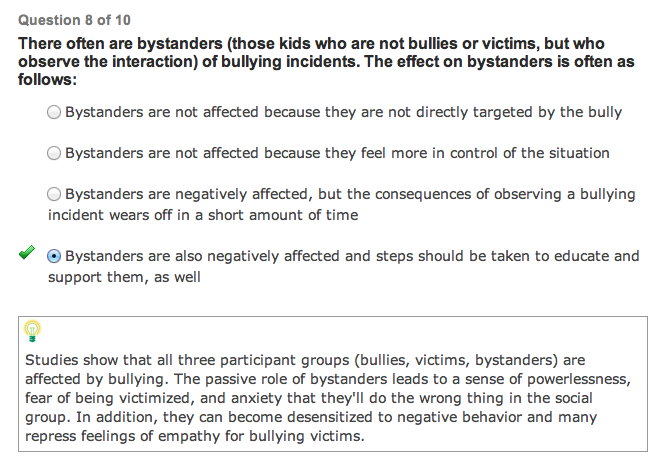 Question 8 of 10
There often are bystanders (those kids who are not bullies or victims, but who
observe the interaction) of bullying incidents. The effect on bystanders is often as
follows:
Bystanders are not affected because they are not directly targeted by the bully
Bystanders are not affected because they feel more in control of the situation
Bystanders are negatively affected, but the consequences of observing a bullying
incident wears off in a short amount of time
Bystanders are also negatively affected and steps should be taken to educate and
support them, as well
Studies show that all three participant groups (bullies, victims, bystanders) are
affected by bullying. The passive role of bystanders leads to a sense of powerlessness,
fear of being victimized, and anxiety that they'll do the wrong thing in the social
group. In addition, they can become desensitized to negative behavior and many
repress feelings of empathy for bullying victims.